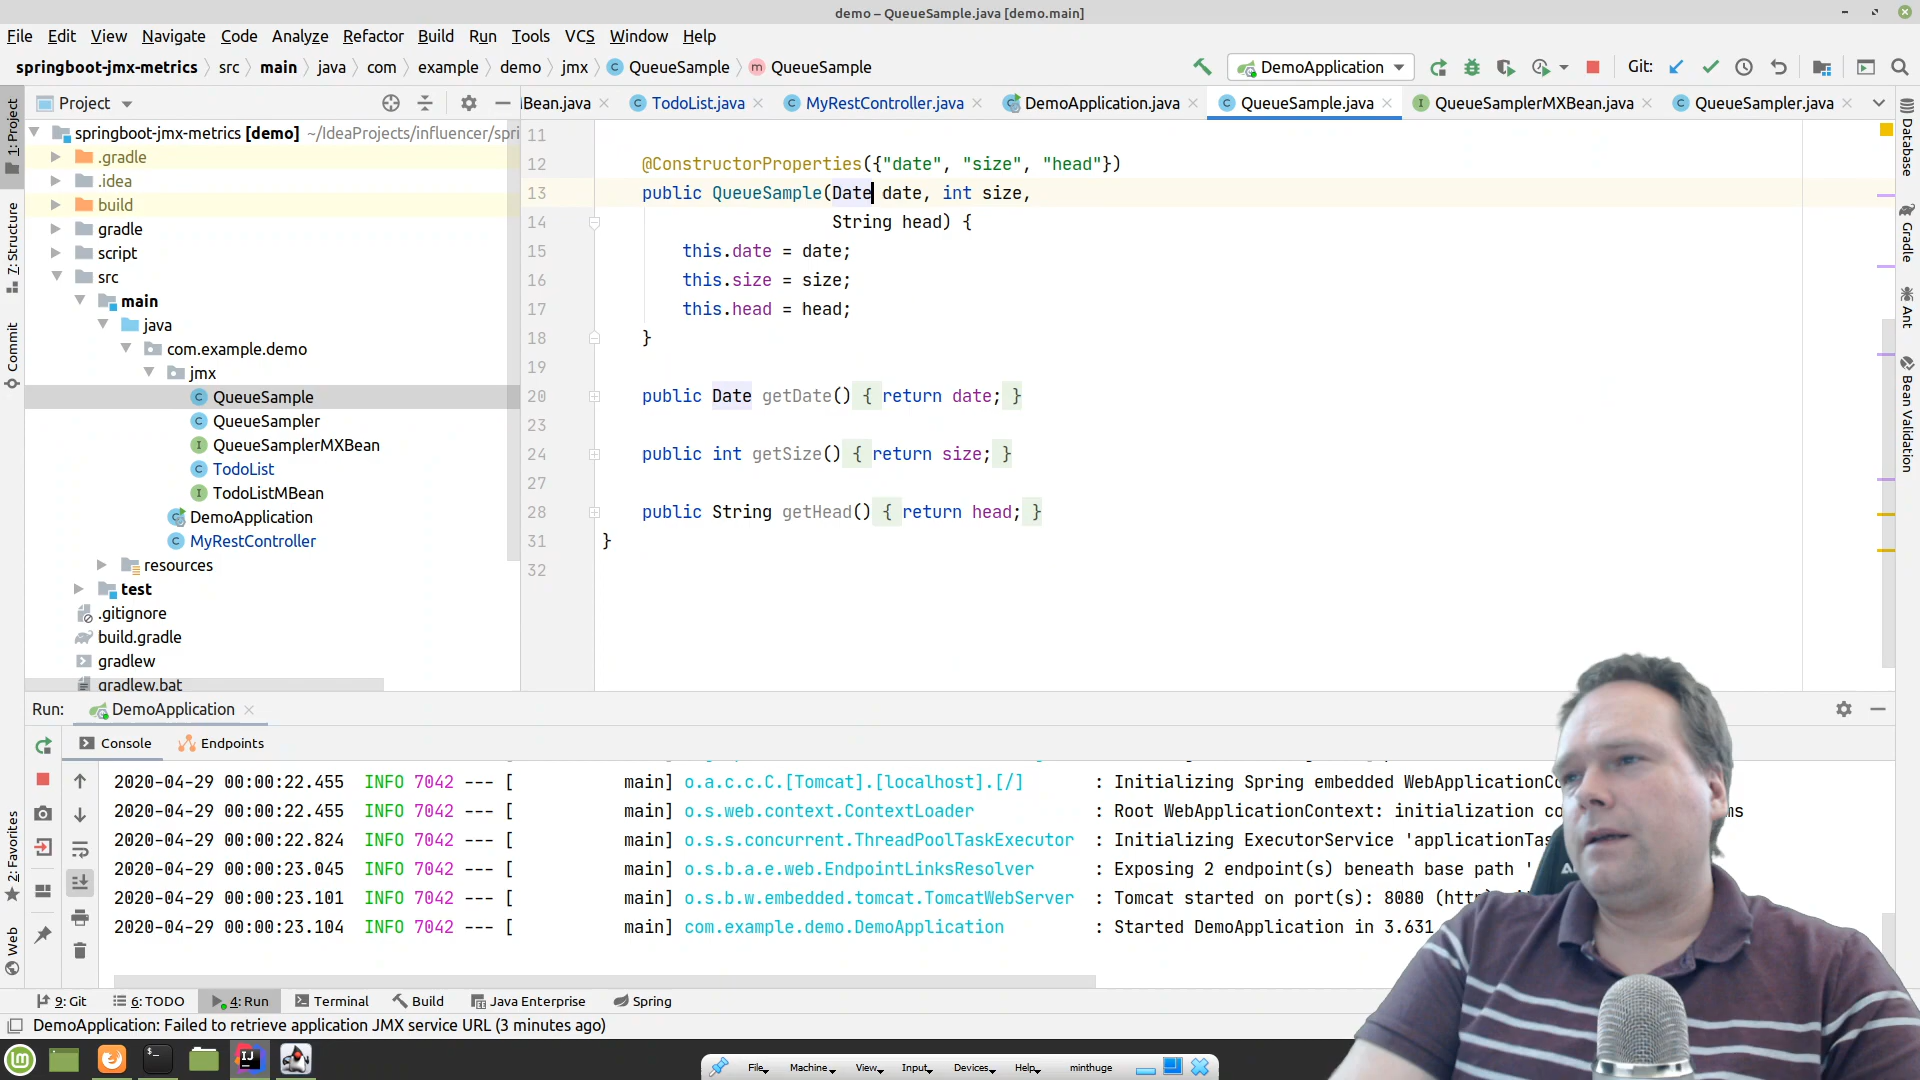 demo – QueueSample.java [demo.main]
File Edit View Navigate Code Analyze Refactor Build Run Tools VCS Window Help
springboot-jmx-metrics src main java com example demo jmx QueueSample QueueSample
DemoApplication Git:
Project
Bean.java TodoList.java MyRestController.java DemoApplication.java QueueSample.java QueueSamplerMXBean.java QueueSampler.java
1: Project
7: Structure
Commit
2: Favorites
Web
springboot-jmx-metrics [demo] ~/IdeaProjects/influencer/spri
.gradle
.idea
build
gradle
script
src
main
java
com.example.demo
jmx
QueueSample
QueueSampler
QueueSamplerMXBean
TodoList
TodoListMBean
DemoApplication
MyRestController
resources
test
.gitignore
build.gradle
gradlew
gradlew.bat
11
12 @ConstructorProperties({"date", "size", "head"})
13 public QueueSample(Date date, int size,
14 String head) {
15 this.date = date;
16 this.size = size;
17 this.head = head;
18 }
19
20 public Date getDate() { return date; }
23
24 public int getSize() { return size; }
27
28 public String getHead() { return head; }
31 }
32
Database
Gradle
Ant
Bean Validation
Run: DemoApplication
Console Endpoints
2020-04-29 00:00:22.455 INFO 7042 --- [ main] o.a.c.c.C.[Tomcat].[localhost].[/] : Initializing Spring embedded WebApplicationCo
2020-04-29 00:00:22.455 INFO 7042 --- [ main] o.s.web.context.ContextLoader : Root WebApplicationContext: initialization co ms
2020-04-29 00:00:22.824 INFO 7042 --- [ main] o.s.s.concurrent.ThreadPoolTaskExecutor : Initializing ExecutorService 'applicationTas
2020-04-29 00:00:23.045 INFO 7042 --- [ main] o.s.b.a.e.web.EndpointLinksResolver : Exposing 2 endpoint(s) beneath base path '
2020-04-29 00:00:23.101 INFO 7042 --- [ main] o.s.b.w.embedded.tomcat.TomcatWebServer : Tomcat started on port(s): 8080 (http)
2020-04-29 00:00:23.104 INFO 7042 --- [ main] com.example.demo.DemoApplication : Started DemoApplication in 3.631
9: Git 6: TODO 4: Run Terminal Build Java Enterprise Spring
DemoApplication: Failed to retrieve application JMX service URL (3 minutes ago)
File Machine View Input Devices Help minthuge